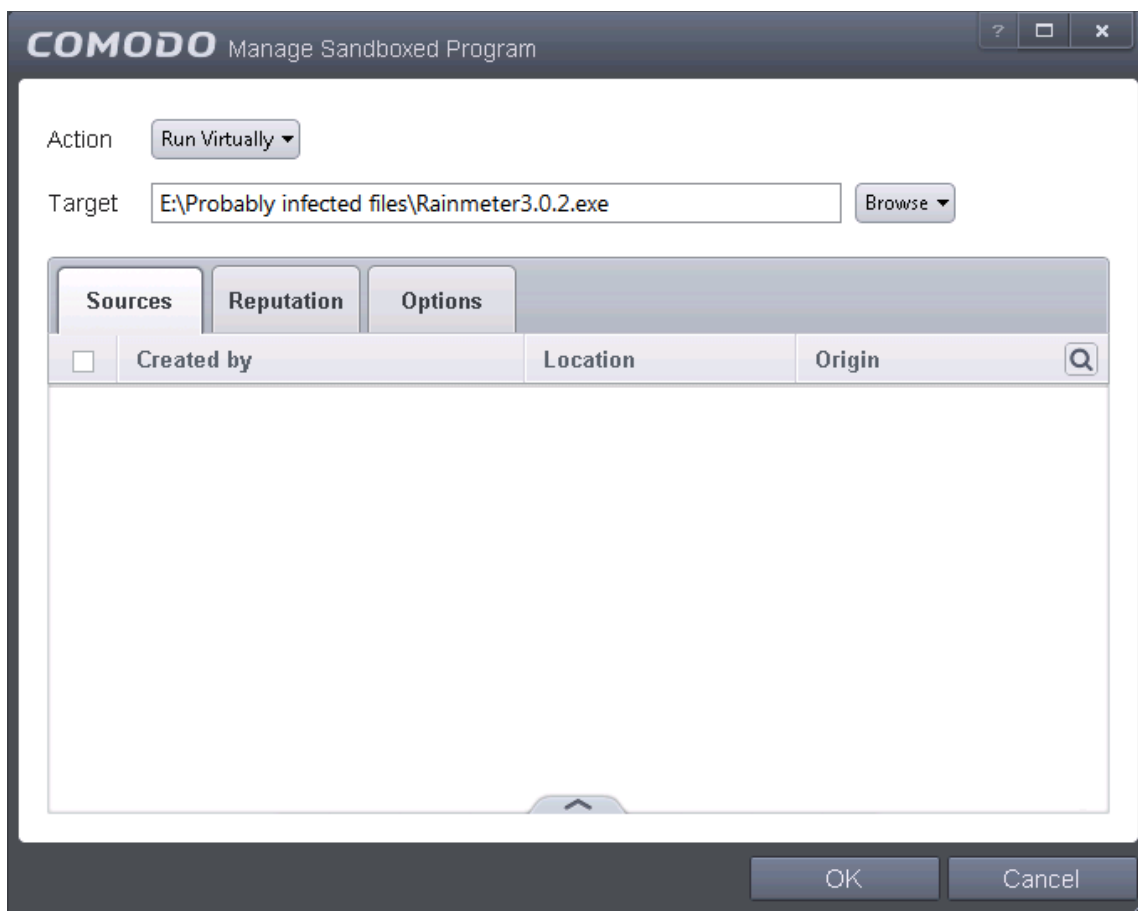 COMODO Manage Sandboxed Program
?
Action Run Virtually
Target E:\Probably infected files\Rainmeter3.0.2.exe Browse
Sources Reputation Options
Created by Location Origin
OK Cancel